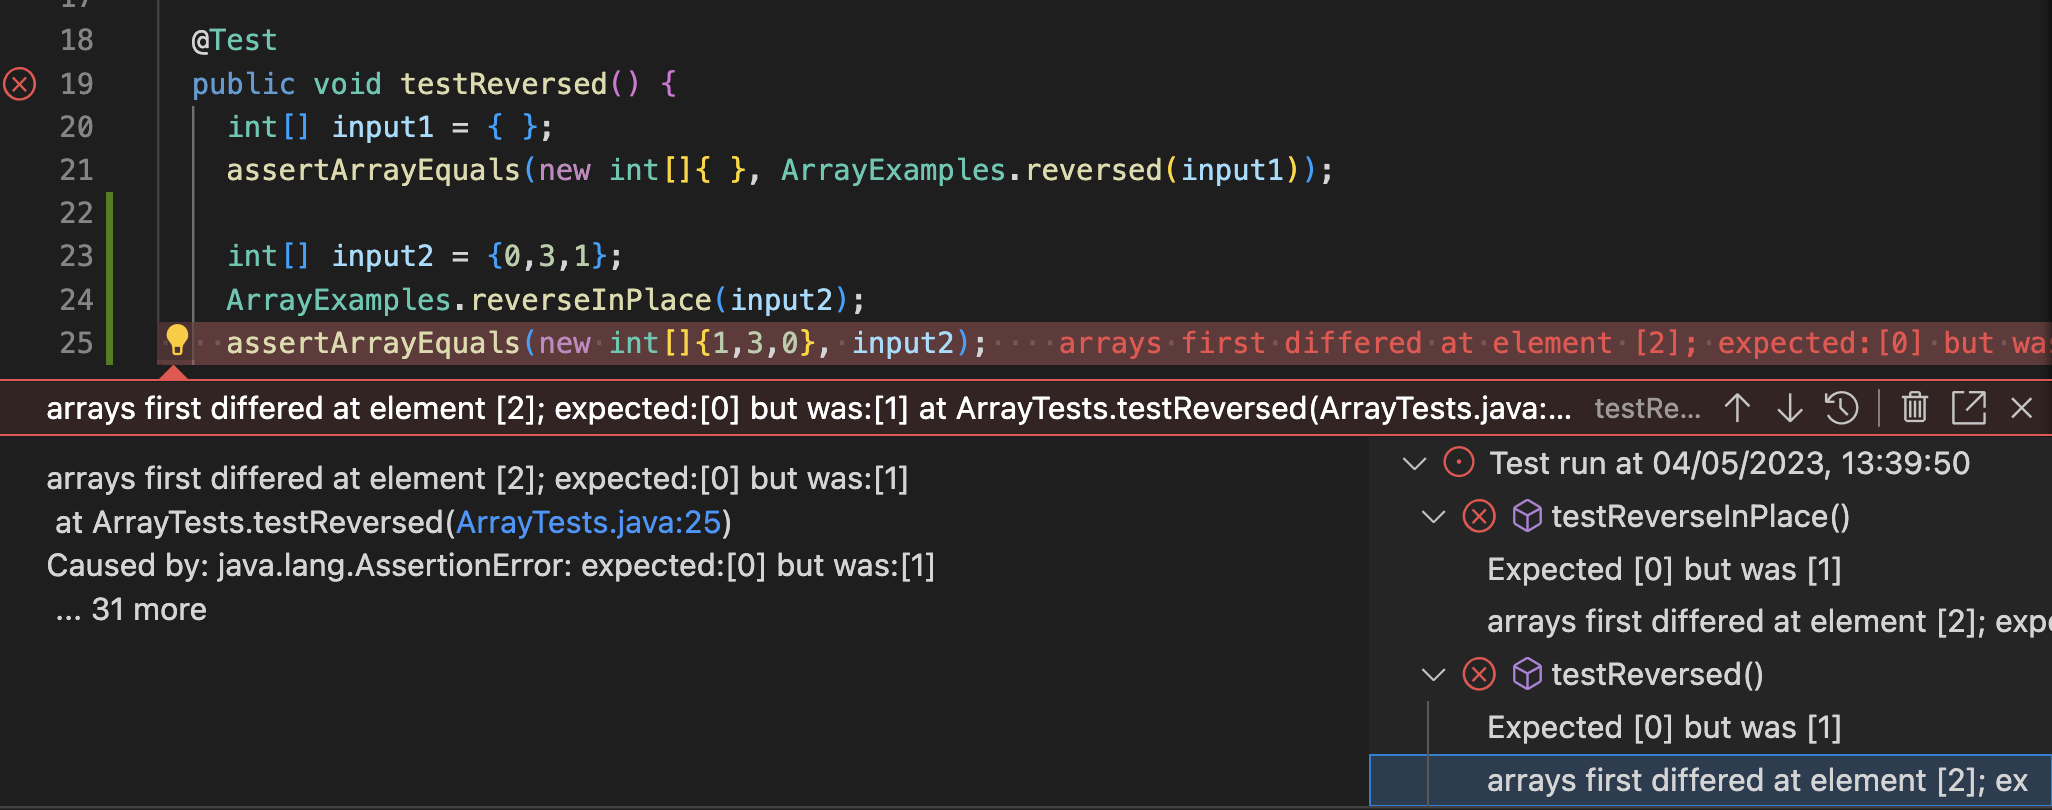 17
18 @Test
19 public void testReversed() {
20 int[] input1 = { };
21 assertArrayEquals(new int[]{ }, ArrayExamples.reversed(input1));
22
23 int[] input2 = {0,3,1};
24 ArrayExamples.reverseInPlace(input2);
25 assertArrayEquals(new int[]{1,3,0}, input2); arrays first differed at element [2]; expected:[0] but was
arrays first differed at element [2]; expected:[0] but was:[1] at ArrayTests.testReversed(ArrayTests.java:... testRe...
arrays first differed at element [2]; expected:[0] but was:[1]
at ArrayTests.testReversed(ArrayTests.java:25)
Caused by: java.lang.AssertionError: expected:[0] but was:[1]
... 31 more
Test run at 04/05/2023, 13:39:50
testReverseInPlace()
Expected [0] but was [1]
arrays first differed at element [2]; expe
testReversed()
Expected [0] but was [1]
arrays first differed at element [2]; ex